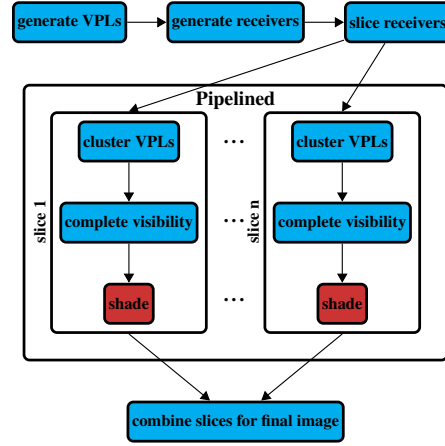 generate VPLs
generate receivers
slice receivers
Pipelined
slice 1
cluster VPLs
complete visibility
shade
...
...
...
slice n
cluster VPLs
complete visibility
shade
combine slices for final image